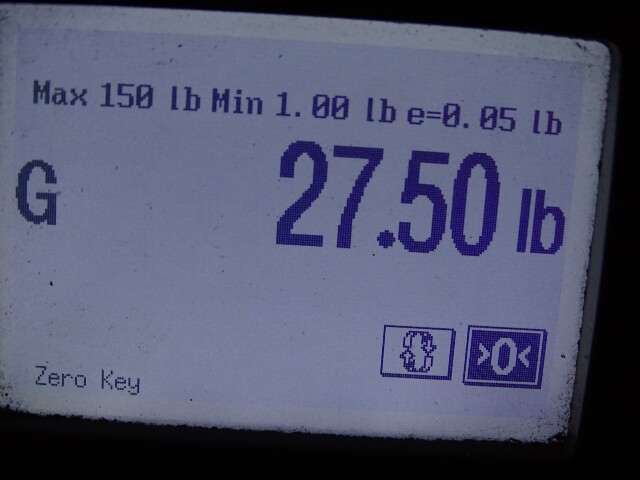 Max 150 lb Min 1.00 lb e=0.05 lb
G 27.50 lb
>0<
Zero Key